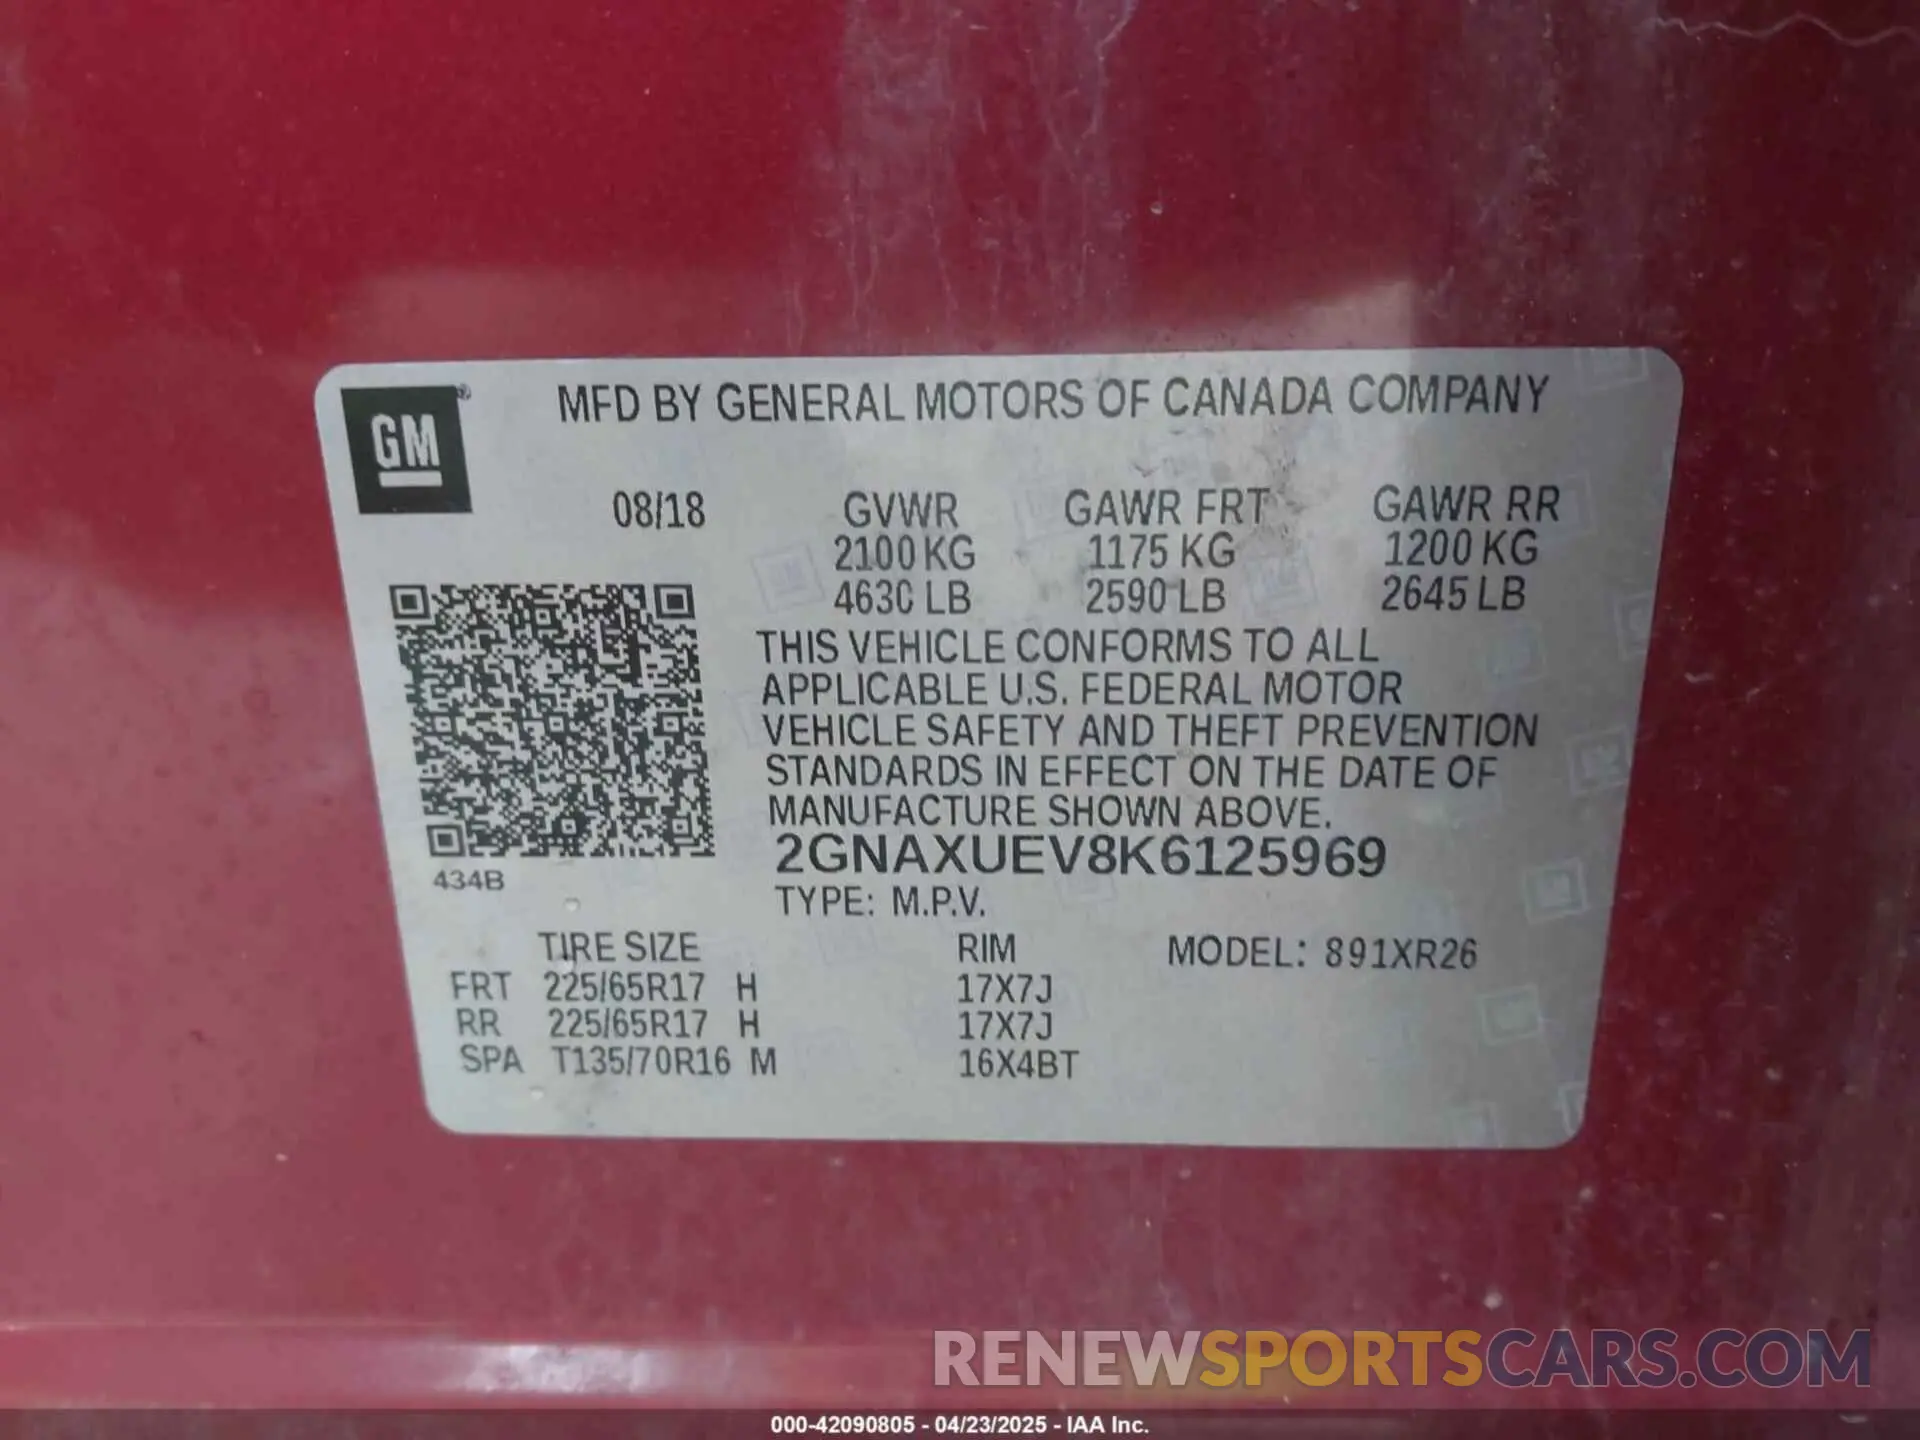 GM ®
MFD BY GENERAL MOTORS OF CANADA COMPANY
08/18 GVWR GAWR FRT GAWR RR
2100 KG 1175 KG 1200 KG
4630 LB 2590 LB 2645 LB
THIS VEHICLE CONFORMS TO ALL
APPLICABLE U.S. FEDERAL MOTOR
VEHICLE SAFETY AND THEFT PREVENTION
STANDARDS IN EFFECT ON THE DATE OF
MANUFACTURE SHOWN ABOVE.
2GNAXUEV8K6125969
434B
TYPE: M.P.V.
TIRE SIZE RIM MODEL: 891XR26
FRT 225/65R17 H 17X7J
RR 225/65R17 H 17X7J
SPA T135/70R16 M 16X4BT
RENEWSPORTSCARS.COM
000-42090805 - 04/23/2025 - IAA Inc.